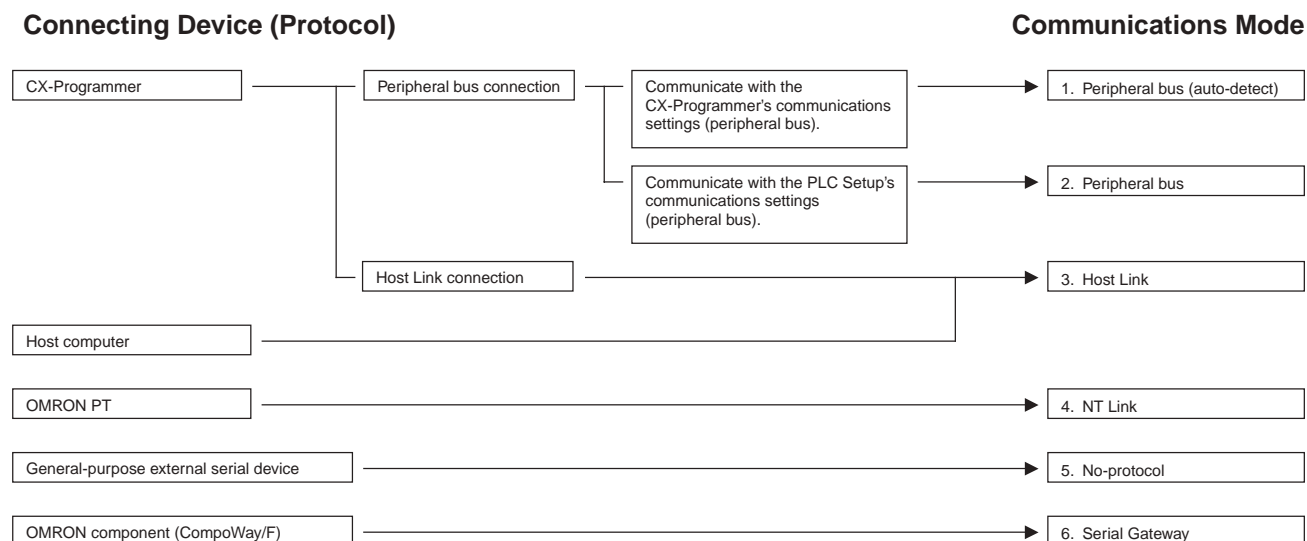 Connecting Device (Protocol)
Communications Mode
CX-Programmer
Peripheral bus connection
Communicate with the
CX-Programmer's communications
settings (peripheral bus).
1. Peripheral bus (auto-detect)
Communicate with the PLC Setup's
communications settings
(peripheral bus).
2. Peripheral bus
Host Link connection
3. Host Link
Host computer
OMRON PT
4. NT Link
General-purpose external serial device
5. No-protocol
OMRON component (CompoWay/F)
6. Serial Gateway